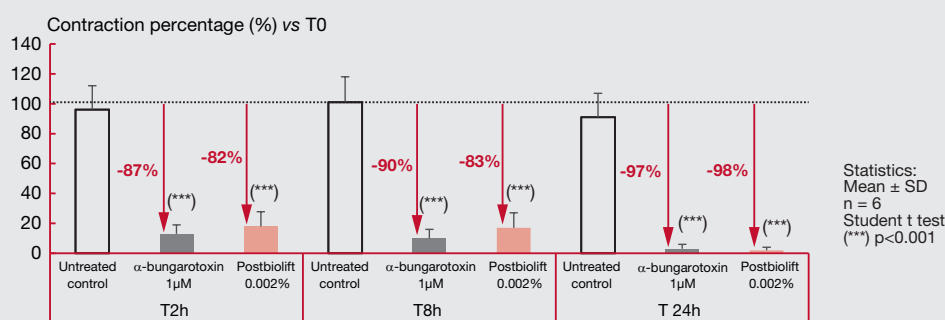 Contraction percentage (%) vs T0
140
120
100
80
60
40
20
0
-87%
-82%
-90%
-83%
-97%
-98%
(***)
(***)
(***)
(***)
(***)
(***)
Untreated control
α-bungarotoxin 1μM
Postbiolift 0.002%
Untreated control
α-bungarotoxin 1μM
Postbiolift 0.002%
Untreated control
α-bungarotoxin 1μM
Postbiolift 0.002%
T2h
T8h
T 24h
Statistics:
Mean ± SD
n = 6
Student t test
(***) p<0.001